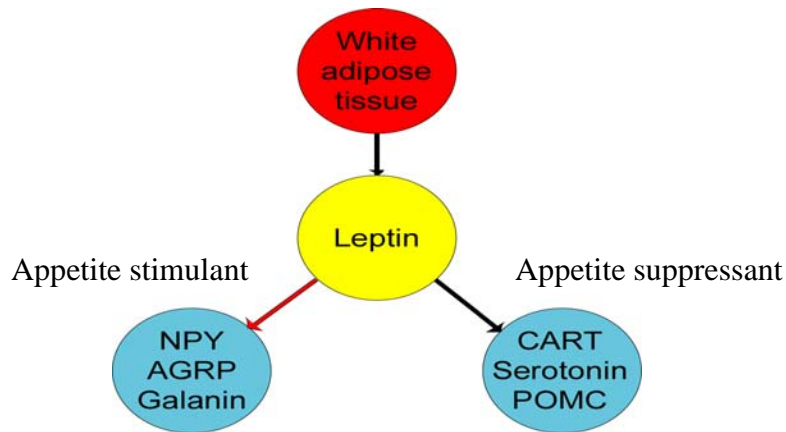 White
adipose
tissue
Leptin
Appetite stimulant
Appetite suppressant
NPY
AGRP
Galanin
CART
Serotonin
POMC